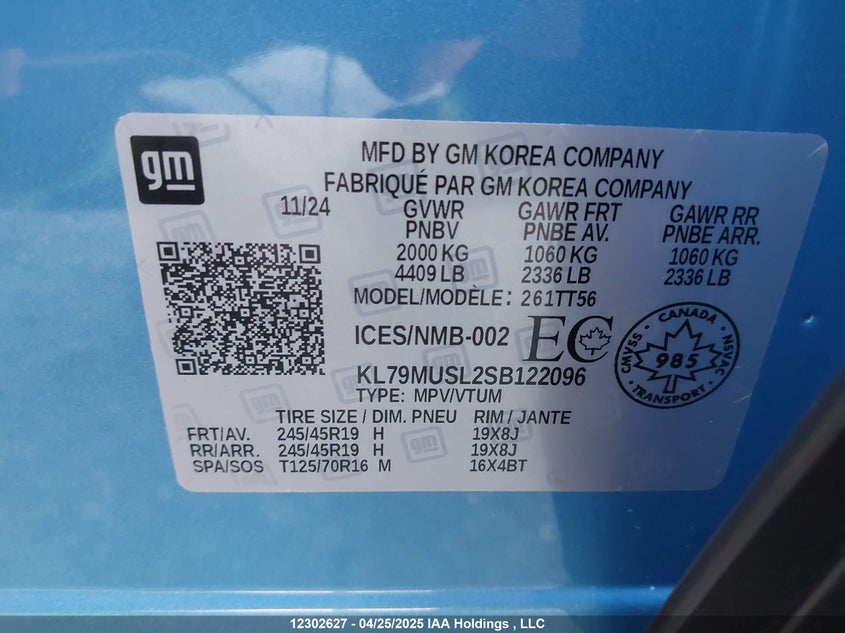 gm
MFD BY GM KOREA COMPANY
FABRIQUÉ PAR GM KOREA COMPANY
11/24 GVWR GAWR FRT GAWR RR
PNBV PNBE AV. PNBE ARR.
2000 KG 1060 KG 1060 KG
4409 LB 2336 LB 2336 LB
MODEL/MODÈLE: 261TT56
ICES/NMB-002 EC
CANADA
CMVSS 985 NSVAC
TRANSPORT
KL79MUSL2SB122096
TYPE: MPV/VTUM
TIRE SIZE / DIM. PNEU RIM / JANTE
FRT/AV. 245/45R19 H 19X8J
RR/ARR. 245/45R19 H 19X8J
SPA/SOS T125/70R16 M 16X4BT
12302627 - 04/25/2025 IAA Holdings , LLC